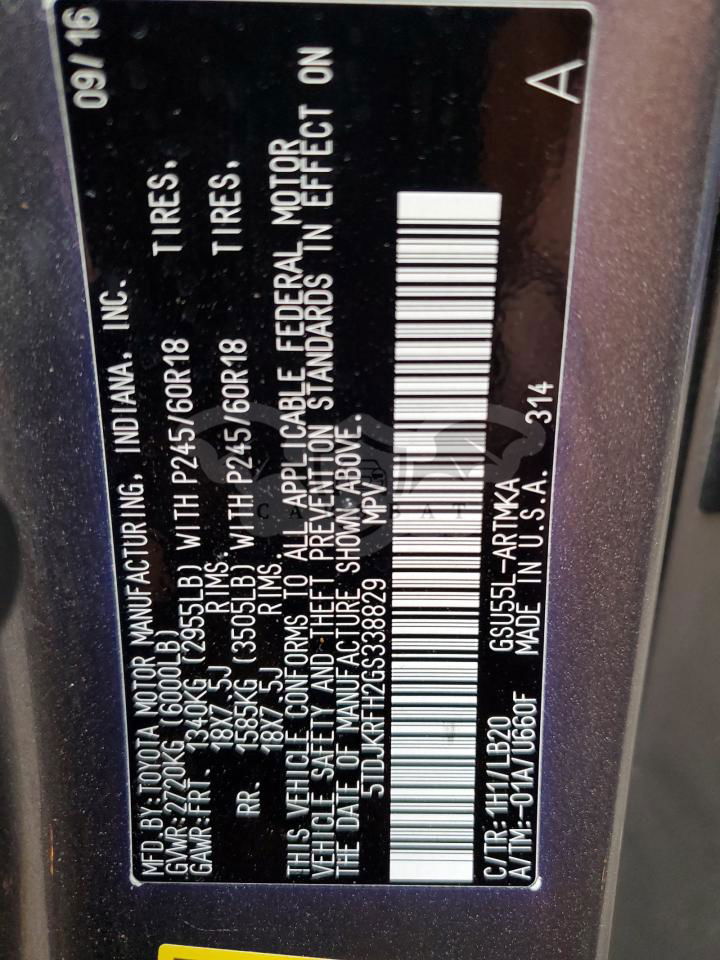 MFD BY:TOYOTA MOTOR MANUFACTURING, INDIANA, INC. 09/16
GVWR:2720KG (6000LB)
GAWR:FRT. 1340KG (2955LB) WITH P245/60R18 TIRES,
18X7.5J RIMS.
RR. 1585KG (3505LB) WITH P245/60R18 TIRES,
18X7.5J RIMS.
THIS VEHICLE CONFORMS TO ALL APPLICABLE FEDERAL MOTOR
VEHICLE SAFETY AND THEFT PREVENTION STANDARDS IN EFFECT ON
THE DATE OF MANUFACTURE SHOWN ABOVE.
5TDJKRFH2GS338829 MPV
C/TR:1H1/LB20 GSU55L-ARTMKA
A/TM:-01A/U660F MADE IN U.S.A. 314
A